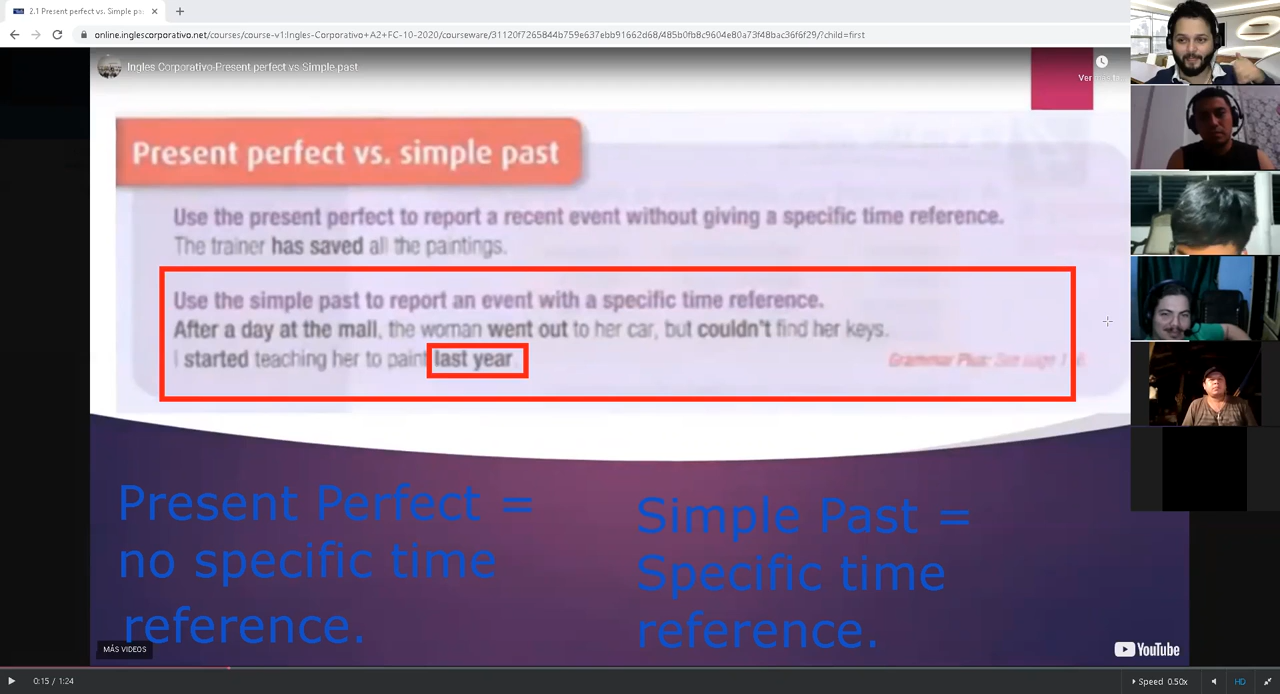 2.1 Present perfect vs. Simple pa
online.inglescorporativo.net/courses/course-v1:Ingles-Corporativo+A2+FC-10-2020/courseware/31120f7265844b759e637ebb91662d68/485b0fb8c9604e80a73f48bac36f6f29/?child=first
Ingles Corporativo-Present perfect vs Simple past
Ver
Present perfect vs. simple past
Use the present perfect to report a recent event without giving a specific time reference.
The trainer has saved all the paintings.
Use the simple past to report an event with a specific time reference.
After a day at the mall, the woman went out to her car, but couldn't find her keys.
I started teaching her to paint last year
Grammar Plus: See page
Present Perfect =
no specific time
reference.
Simple Past =
Specific time
reference.
MÁS VIDEOS
YouTube
0:15 / 1:24
Speed 0.50x
HD